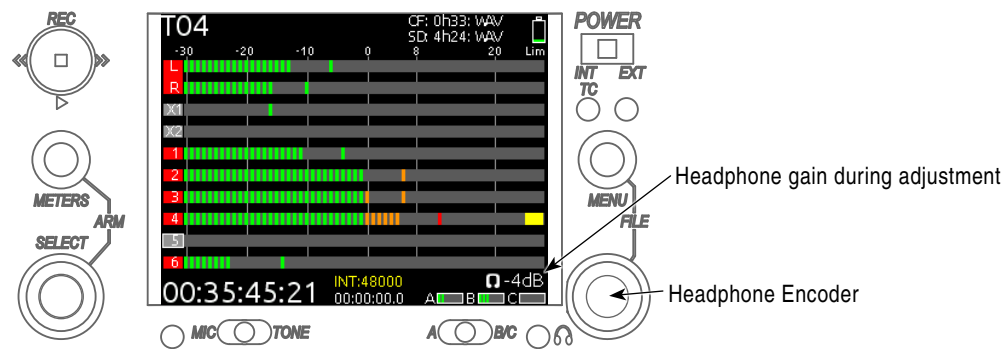 REC
POWER
T04
CF: 0h33: WAV
SD: 4h24: WAV
-30 -20 -10 0 8 20 Lim
L
R
X1
X2
1
2
3
4
5
6
INT EXT
TC
METERS
ARM
SELECT
MENU
FILE
Headphone gain during adjustment
Headphone Encoder
INT:48000
-4dB
00:35:45:21
00:00:00.0
A B C
MIC TONE
A B/C